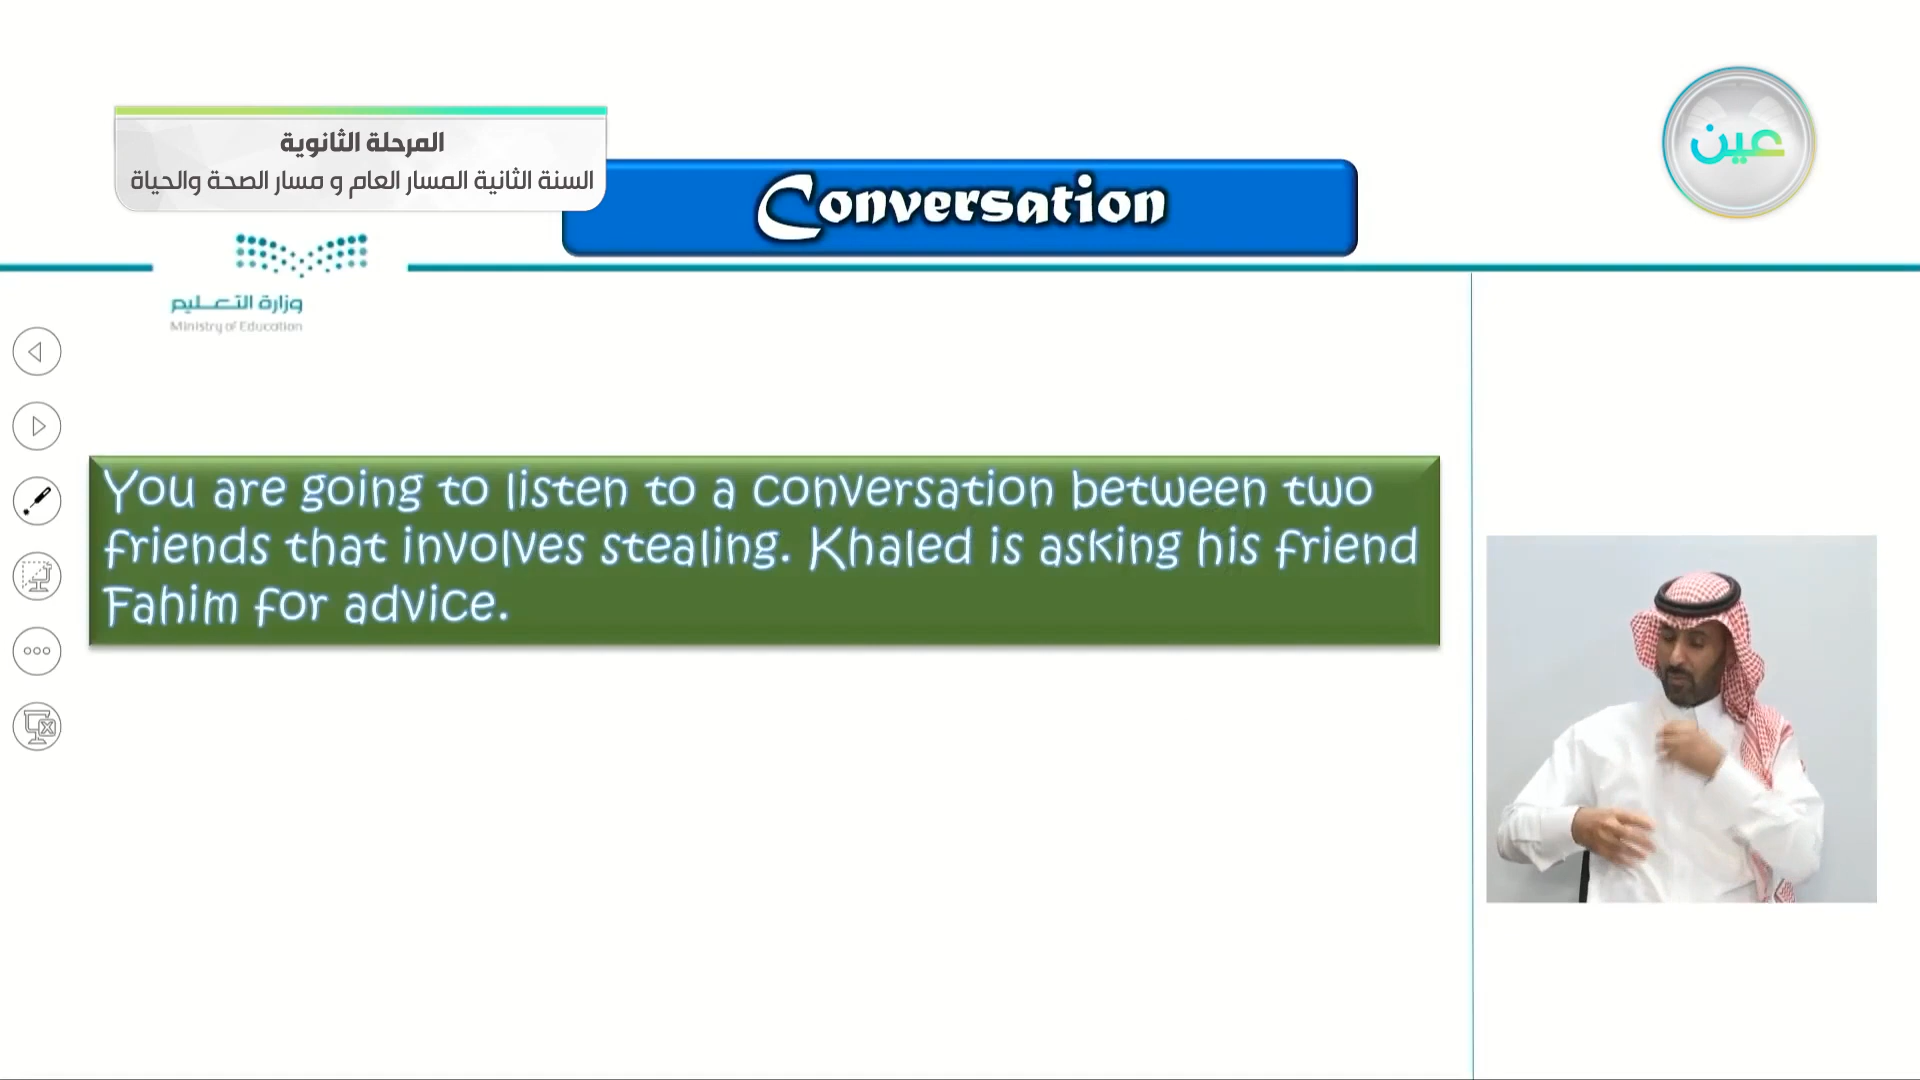 المرحلة الثانوية
السنة الثانية المسار العام و مسار الصحة والحياة
عين
Conversation
وزارة التعليم
Ministry of Education
You are going to listen to a conversation between two
friends that involves stealing. Khaled is asking his friend
Fahim for advice.